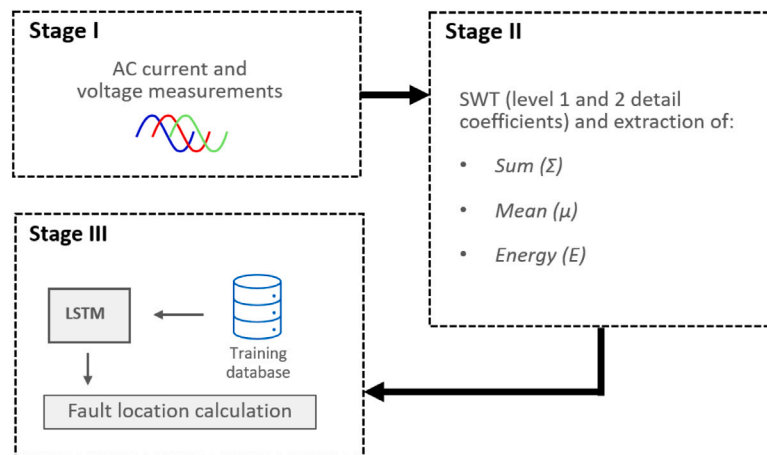 Stage I
AC current and
voltage measurements
Stage II
SWT (level 1 and 2 detail
coefficients) and extraction of:
• Sum (Σ)
• Mean (μ)
• Energy (E)
Stage III
LSTM
Training
database
Fault location calculation